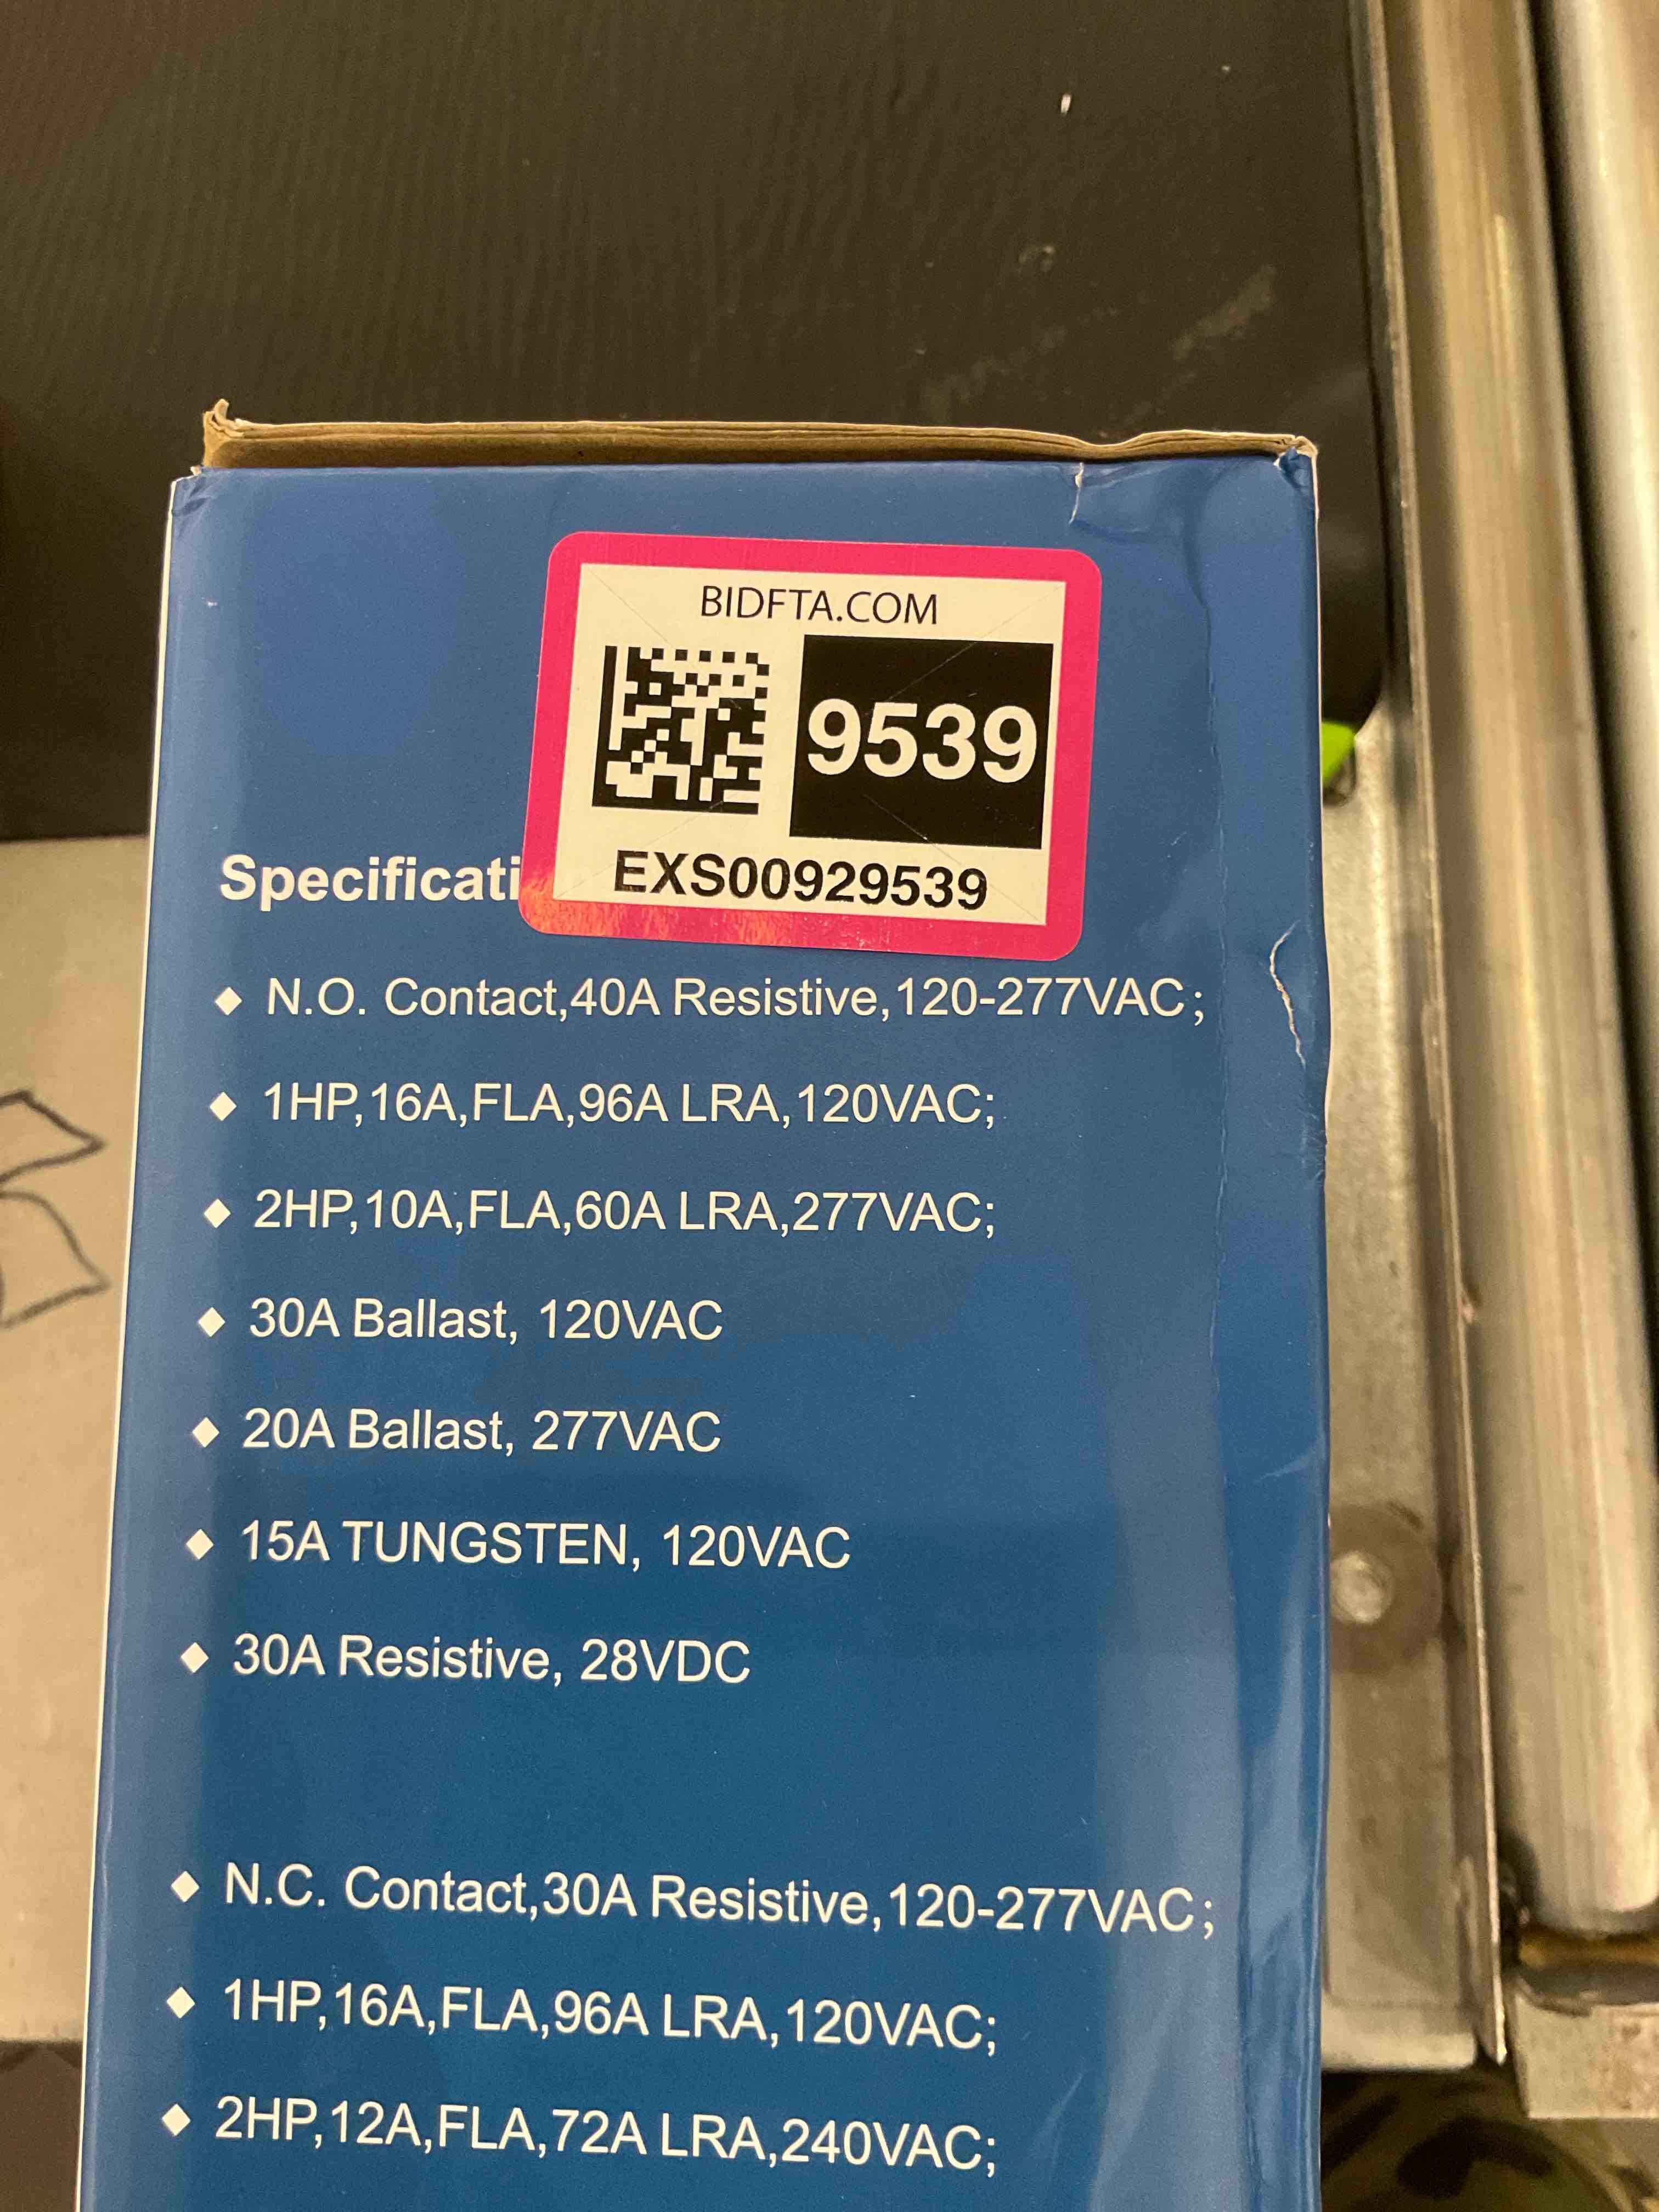 BIDFTA.COM
9539
EXS00929539
Specificati
◆ N.O. Contact,40A Resistive,120-277VAC;
◆ 1HP,16A,FLA,96A LRA,120VAC;
◆ 2HP,10A,FLA,60A LRA,277VAC;
◆ 30A Ballast, 120VAC
◆ 20A Ballast, 277VAC
◆ 15A TUNGSTEN, 120VAC
◆ 30A Resistive, 28VDC
◆ N.C. Contact,30A Resistive,120-277VAC;
◆ 1HP,16A,FLA,96A LRA,120VAC;
◆ 2HP,12A,FLA,72A LRA,240VAC;